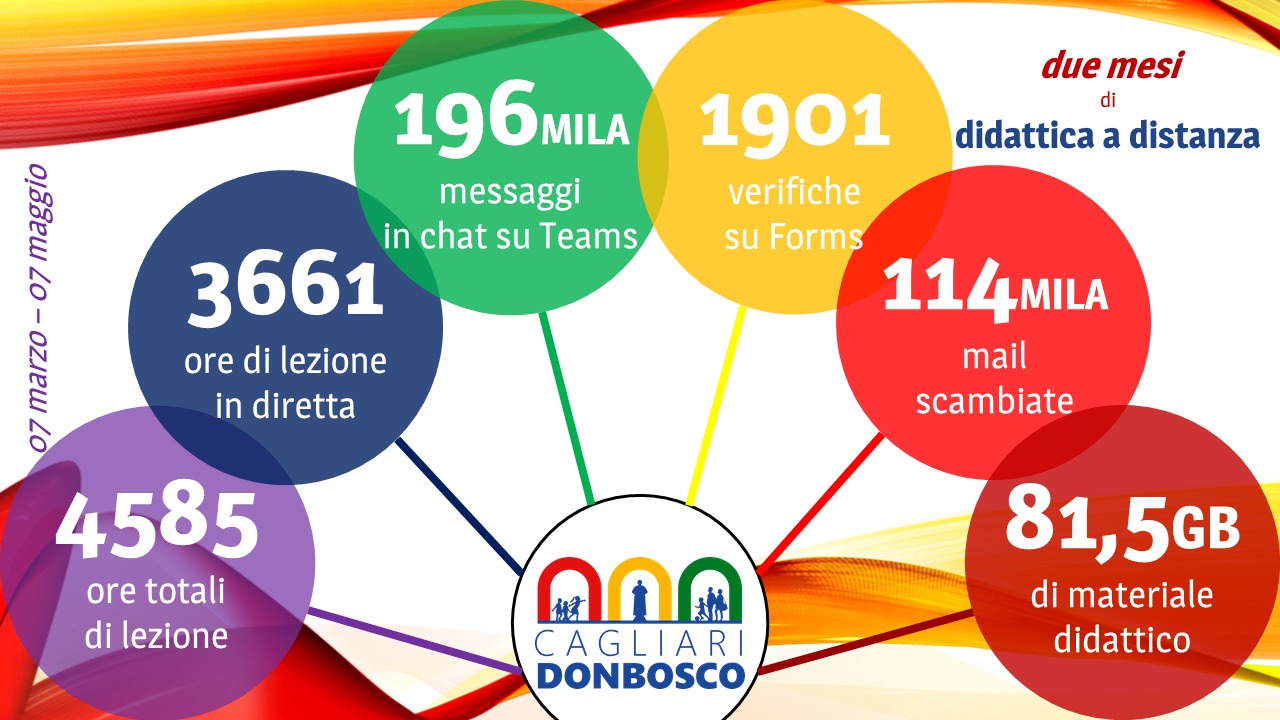 due mesi
di
didattica a distanza
07 marzo – 07 maggio
4585
ore totali
di lezione
3661
ore di lezione
in diretta
196MILA
messaggi
in chat su Teams
1901
verifiche
su Forms
114MILA
mail
scambiate
81,5GB
di materiale
didattico
CAGLIARI
DONBOSCO